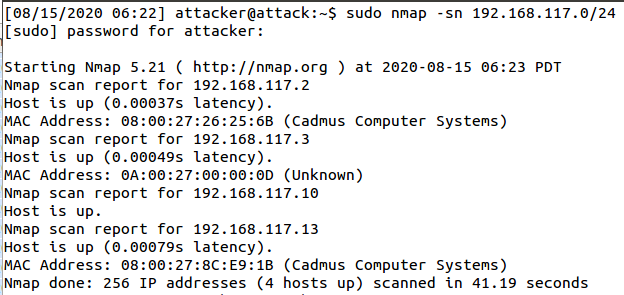 [08/15/2020 06:22] attacker@attack:~$ sudo nmap -sn 192.168.117.0/24
[sudo] password for attacker:
Starting Nmap 5.21 ( http://nmap.org ) at 2020-08-15 06:23 PDT
Nmap scan report for 192.168.117.2
Host is up (0.00037s latency).
MAC Address: 08:00:27:26:25:6B (Cadmus Computer Systems)
Nmap scan report for 192.168.117.3
Host is up (0.00049s latency).
MAC Address: 0A:00:27:00:00:0D (Unknown)
Nmap scan report for 192.168.117.10
Host is up.
Nmap scan report for 192.168.117.13
Host is up (0.00079s latency).
MAC Address: 08:00:27:8C:E9:1B (Cadmus Computer Systems)
Nmap done: 256 IP addresses (4 hosts up) scanned in 41.19 seconds